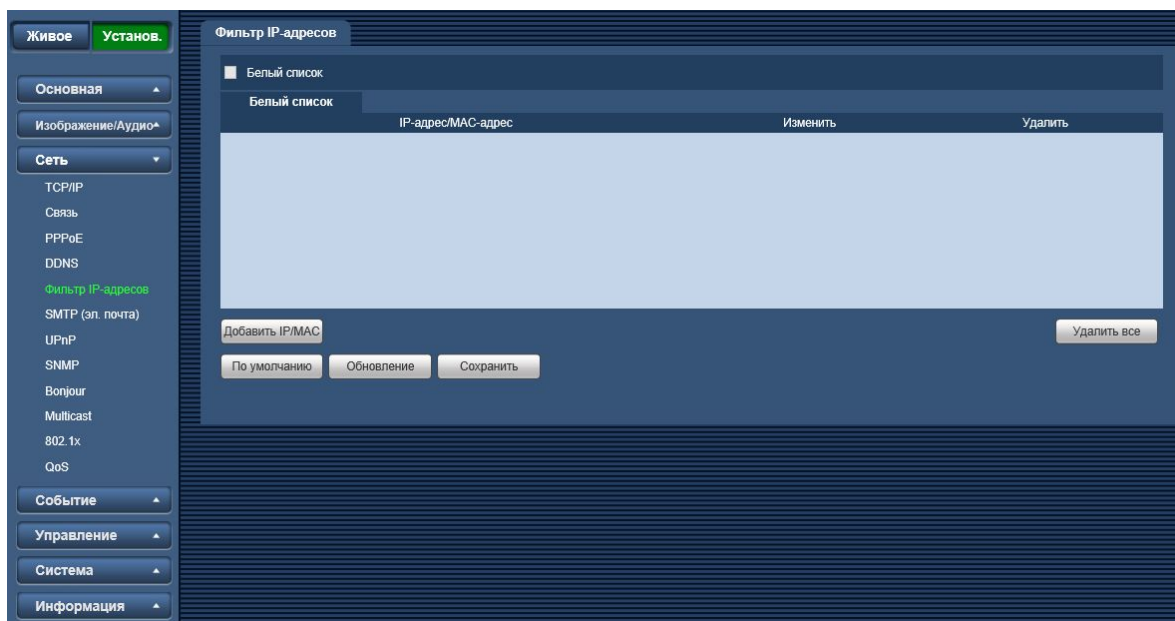 Живое Установ.
Основная
Изображение/Аудио
Сеть
TCP/IP
Связь
PPPoE
DDNS
Фильтр IP-адресов
SMTP (эл. почта)
UPnP
SNMP
Bonjour
Multicast
802.1x
QoS
Событие
Управление
Система
Информация
Фильтр IP-адресов
Белый список
Белый список
IP-адрес/MAC-адрес Изменить Удалить
Добавить IP/MAC Удалить все
По умолчанию Обновление Сохранить